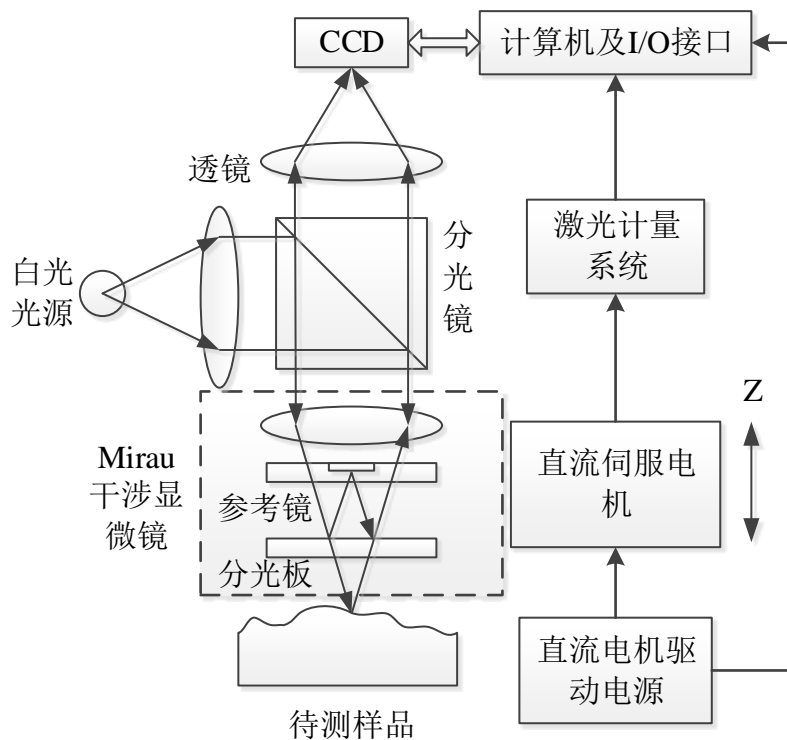 CCD
计算机及I/O接口
透镜
分
光
镜
激光计量
系统
白光
光源
Z
Mirau
干涉显
微镜
参考镜
分光板
直流伺服电
机
直流电机驱
动电源
待测样品